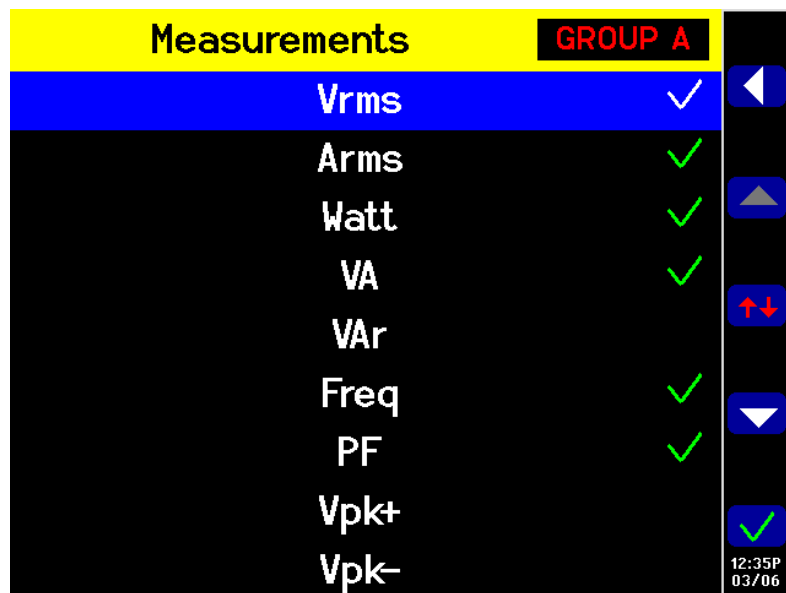 Measurements GROUP A
Vrms
Arms
Watt
VA
VAr
Freq
PF
Vpk+
Vpk-
12:35P
03/06